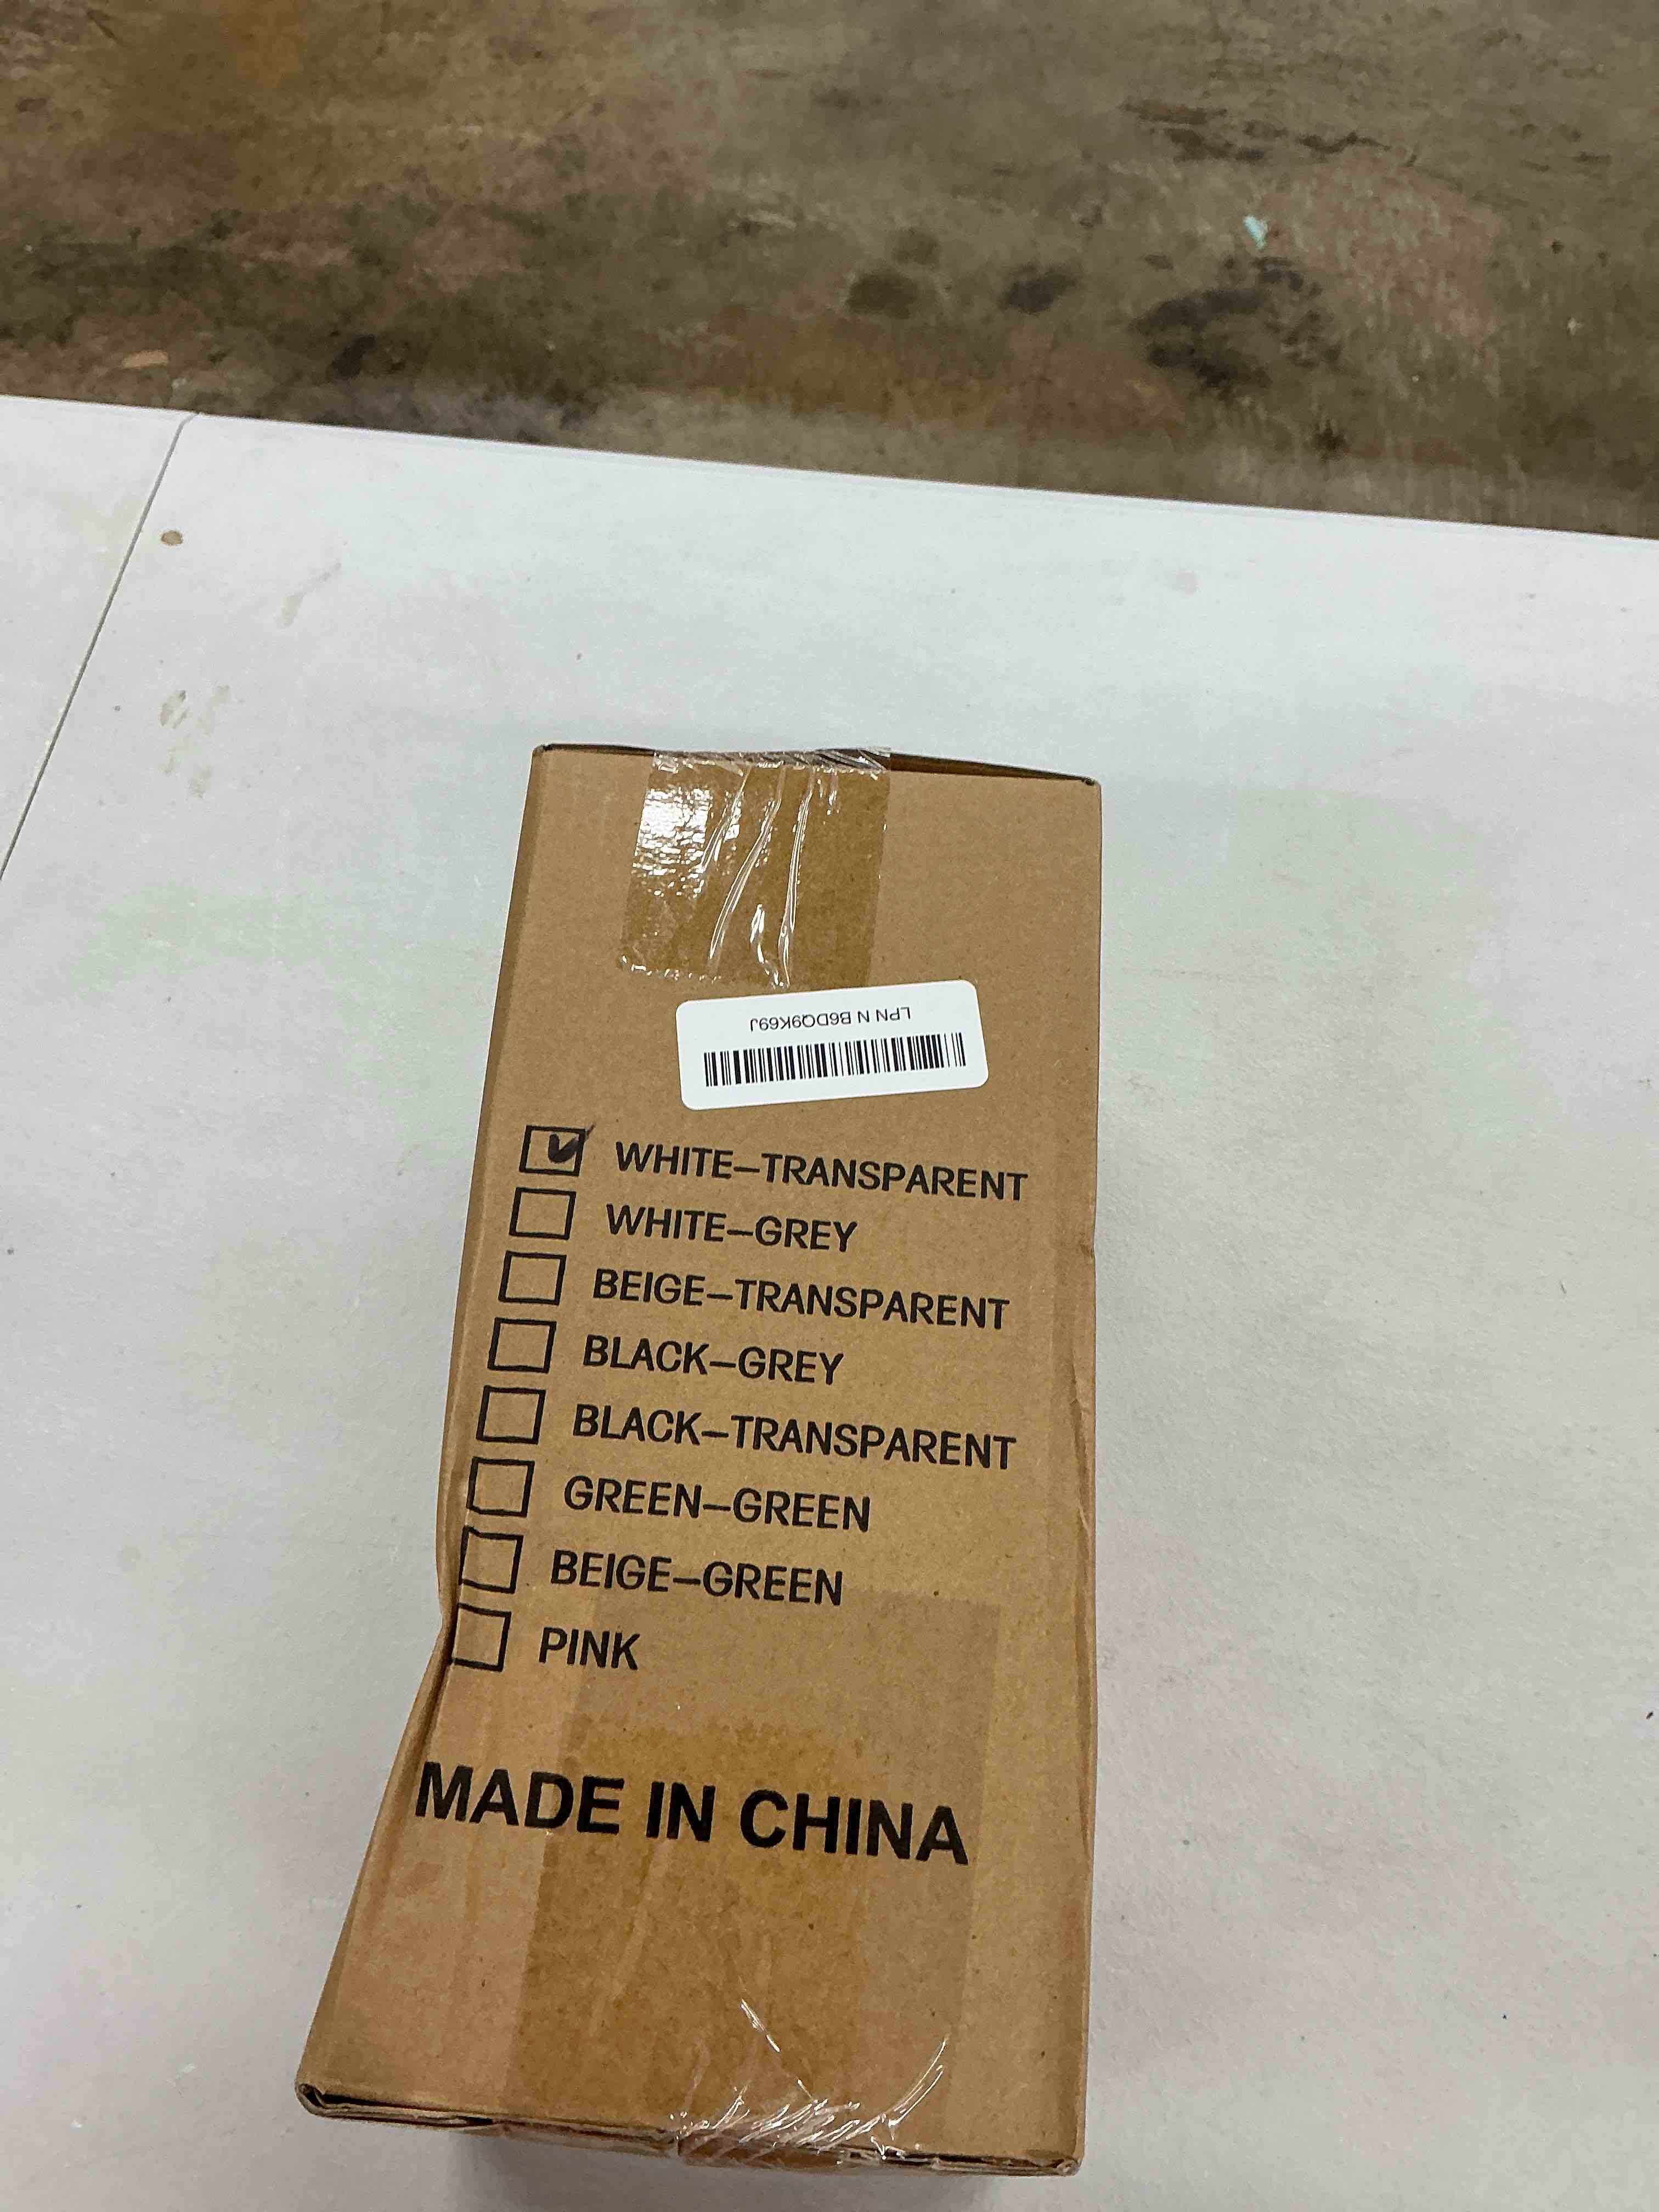 LPN N B6DQ9K69J
WHITE–TRANSPARENT
WHITE–GREY
BEIGE–TRANSPARENT
BLACK–GREY
BLACK–TRANSPARENT
GREEN–GREEN
BEIGE–GREEN
PINK
MADE IN CHINA